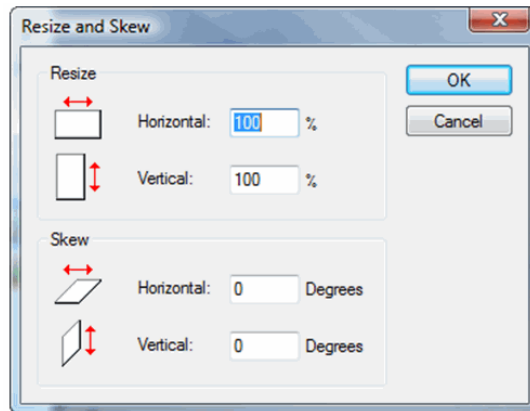 Resize and Skew
Resize
Horizontal: 100 %
Vertical: 100 %
OK
Cancel
Skew
Horizontal: 0 Degrees
Vertical: 0 Degrees